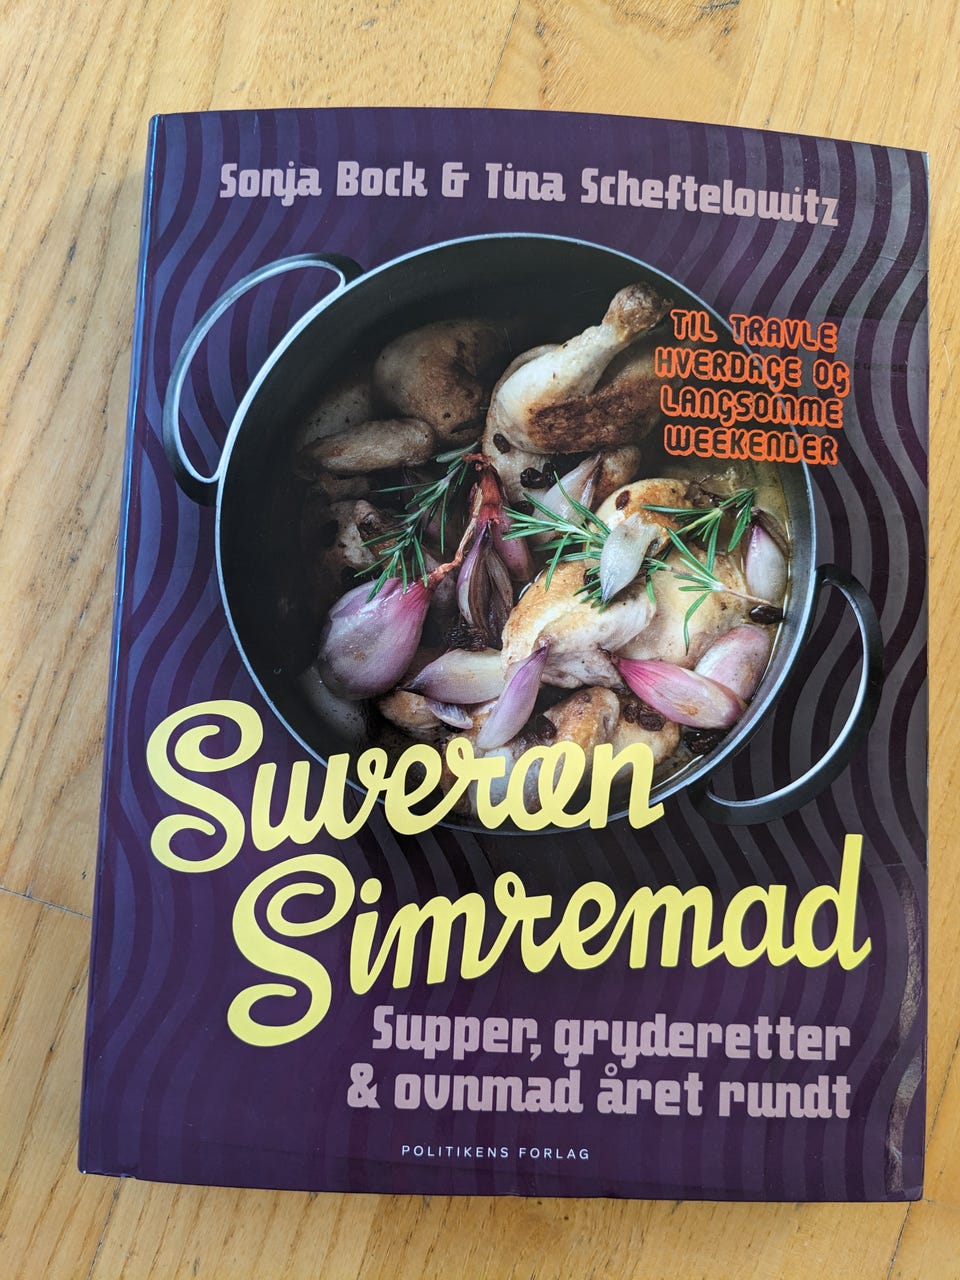 Sonja Bock & Tina Scheftelowitz
TIL TRAVLE
HVERDAGE OG
LANGSOMME
WEEKENDER
Suveræn
Simremad
Supper, gryderetter
& ovnmad året rundt
POLITIKENS FORLAG